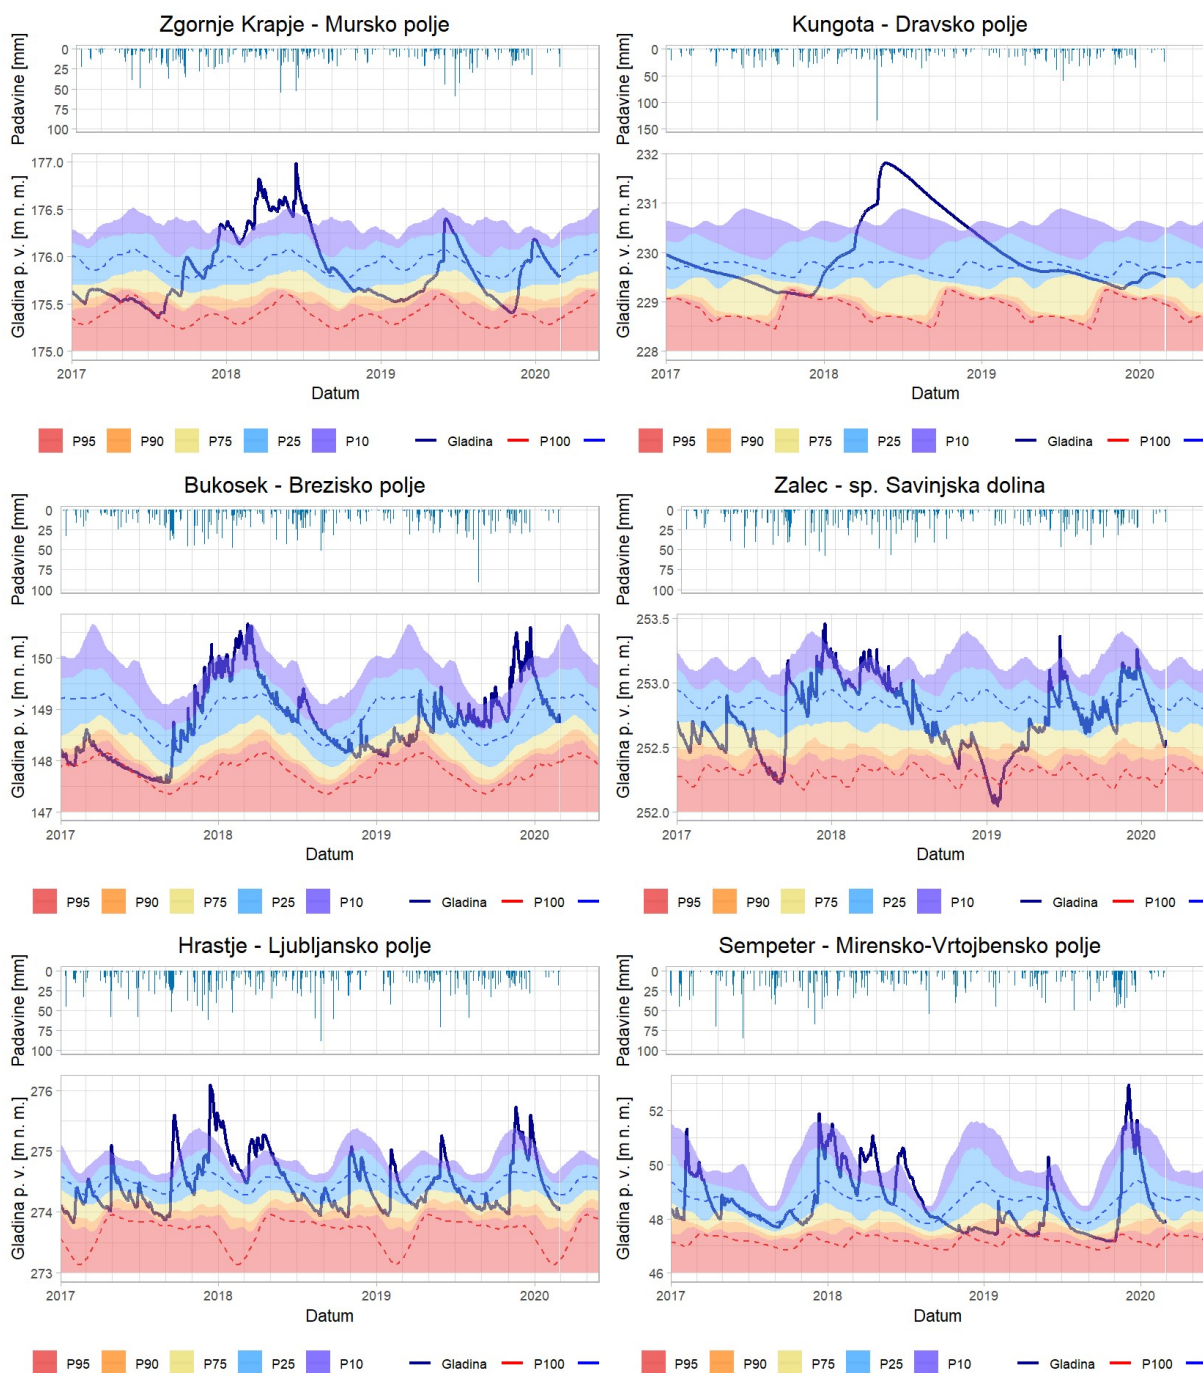 Zgornje Krapje - Mursko polje
Padavine [mm]
0
25
50
75
100
Gladina p. v. [m n. m.]
177.0
176.5
176.0
175.5
175.0
2017 2018 2019 2020
Datum
P95 P90 P75 P25 P10 Gladina P100
Kungota - Dravsko polje
Padavine [mm]
0
50
100
150
Gladina p. v. [m n. m.]
232
231
230
229
228
2017 2018 2019 2020
Datum
P95 P90 P75 P25 P10 Gladina P100
Bukosek - Brezisko polje
Padavine [mm]
0
25
50
75
100
Gladina p. v. [m n. m.]
150
149
148
147
2017 2018 2019 2020
Datum
P95 P90 P75 P25 P10 Gladina P100
Zalec - sp. Savinjska dolina
Padavine [mm]
0
25
50
75
100
Gladina p. v. [m n. m.]
253.5
253.0
252.5
252.0
2017 2018 2019 2020
Datum
P95 P90 P75 P25 P10 Gladina P100
Hrastje - Ljubljansko polje
Padavine [mm]
0
25
50
75
100
Gladina p. v. [m n. m.]
276
275
274
273
2017 2018 2019 2020
Datum
P95 P90 P75 P25 P10 Gladina P100
Sempeter - Mirensko-Vrtojbensko polje
Padavine [mm]
0
25
50
75
100
Gladina p. v. [m n. m.]
52
50
48
46
2017 2018 2019 2020
Datum
P95 P90 P75 P25 P10 Gladina P100